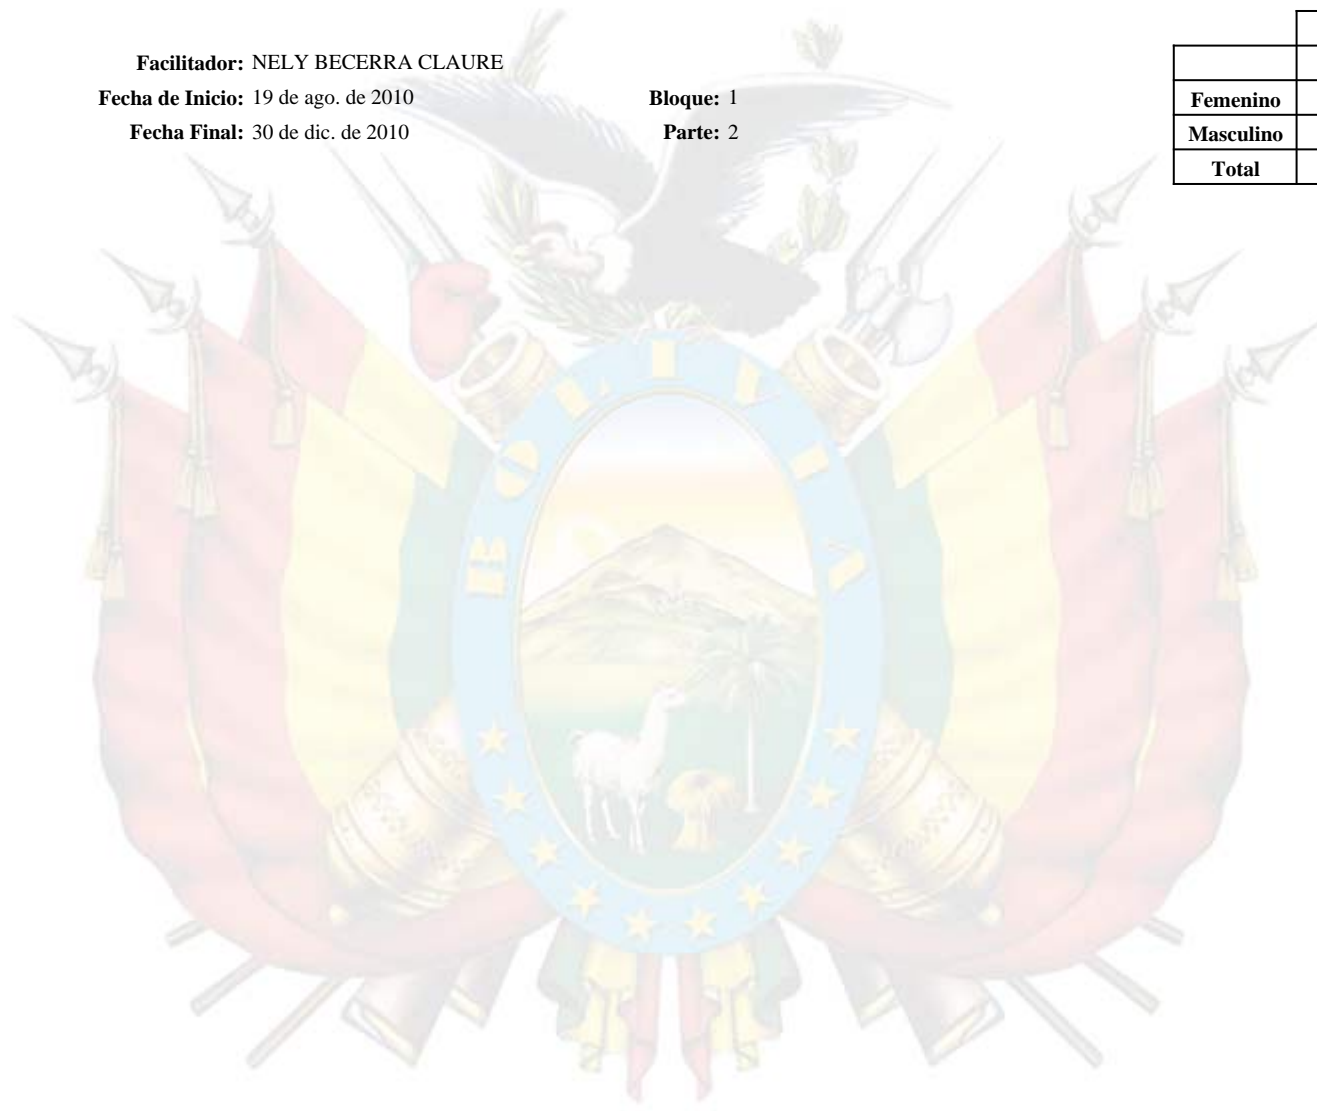 Facilitador: NELY BECERRA CLAURE
Fecha de Inicio: 19 de ago. de 2010 Bloque: 1
Fecha Final: 30 de dic. de 2010 Parte: 2
Femenino
Masculino
Total
BOLIVIA